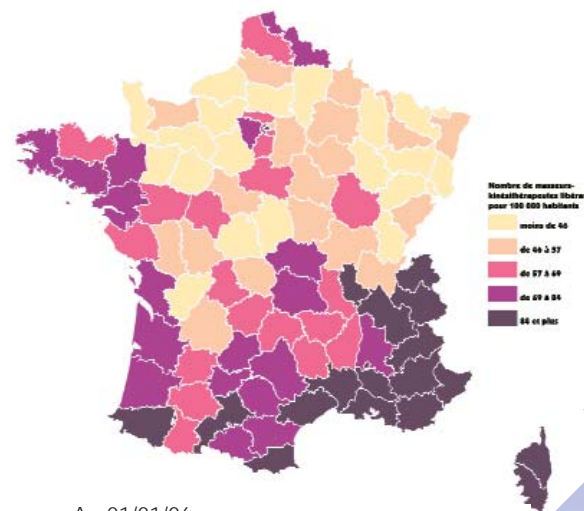 Nombre de masseurs-
kinésithérapeutes libéra
pour 100 000 habitants
moins de 46
de 46 à 57
de 57 à 69
de 69 à 84
84 et plus